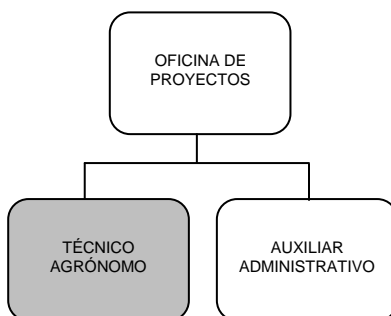 OFICINA DE
PROYECTOS
TÉCNICO
AGRÓNOMO
AUXILIAR
ADMINISTRATIVO